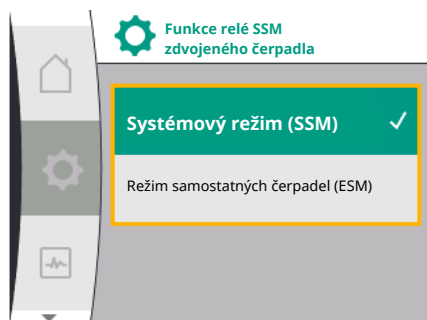 Funkce relé SSM
zdvojeného čerpadla
Systémový režim (SSM)
Režim samostatných čerpadel (ESM)